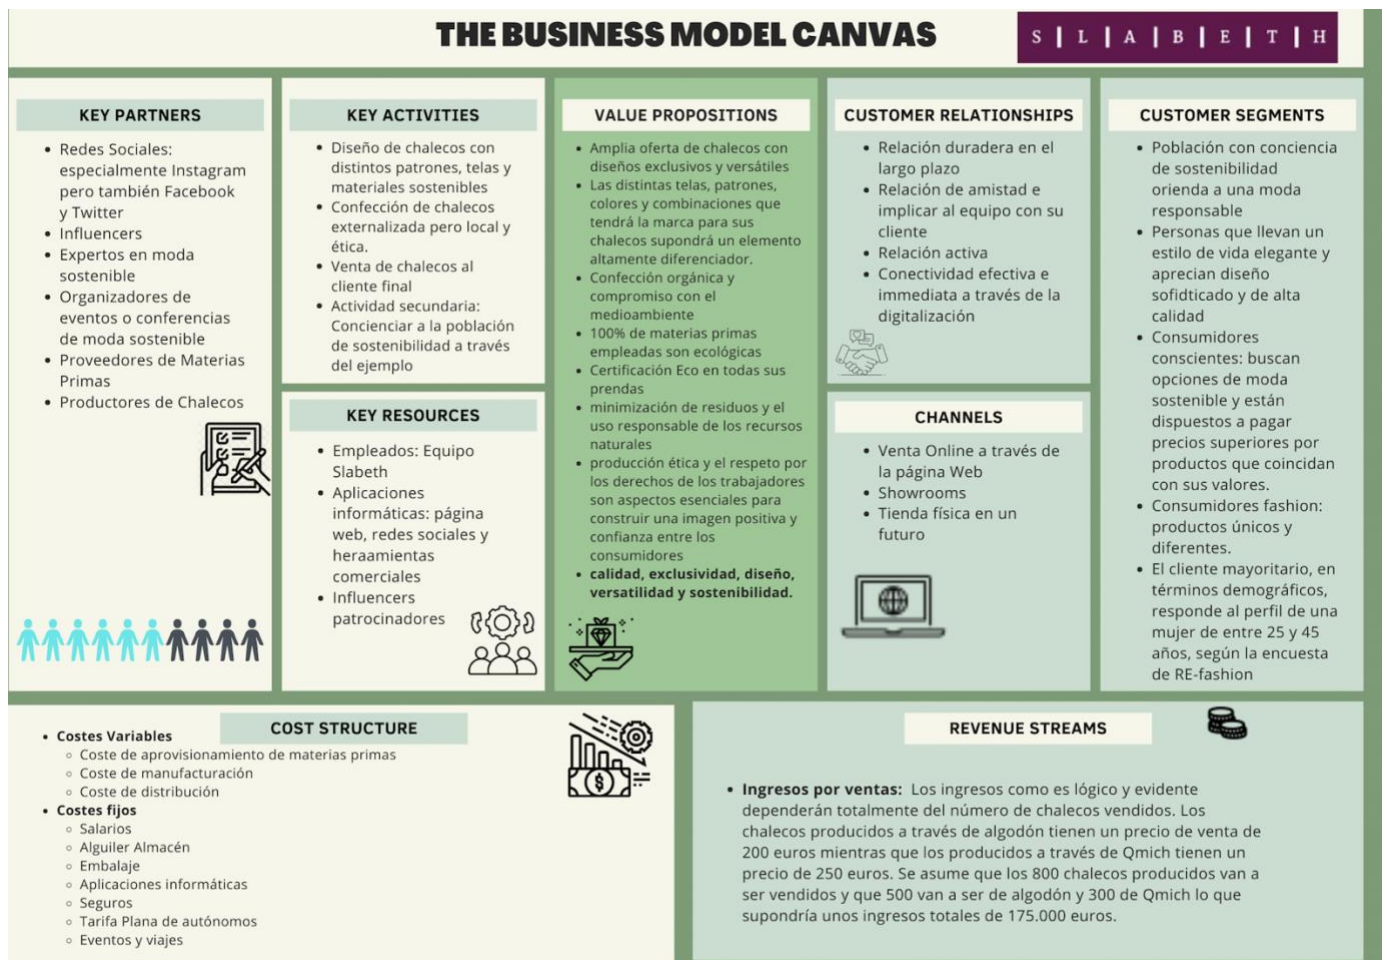 THE BUSINESS MODEL CANVAS
S | L | A | B | E | T | H
KEY PARTNERS
• Redes Sociales:
especialmente Instagram
pero también Facebook
y Twitter
• Influencers
• Expertos en moda
sostenible
• Organizadores de
eventos o conferencias
de moda sostenible
• Proveedores de Materias
Primas
• Productores de Chalecos
KEY ACTIVITIES
• Diseño de chalecos con
distintos patrones, telas y
materiales sostenibles
• Confección de chalecos
externalizada pero local y
ética.
• Venta de chalecos al
cliente final
• Actividad secundaria:
Concienciar a la población
de sostenibilidad a través
del ejemplo
KEY RESOURCES
• Empleados: Equipo
Slabeth
• Aplicaciones
informáticas: página
web, redes sociales y
heraamientas
comerciales
• Influencers
patrocinadores
VALUE PROPOSITIONS
• Amplia oferta de chalecos con
diseños exclusivos y versátiles
• Las distintas telas, patrones,
colores y combinaciones que
tendrá la marca para sus
chalecos supondrá un elemento
altamente diferenciador.
• Confección orgánica y
compromiso con el
medioambiente
• 100% de materias primas
empleadas son ecológicas
• Certificación Eco en todas sus
prendas
• minimización de residuos y el
uso responsable de los recursos
naturales
• producción ética y el respeto por
los derechos de los trabajadores
son aspectos esenciales para
construir una imagen positiva y
confianza entre los
consumidores
• calidad, exclusividad, diseño,
versatilidad y sostenibilidad.
CUSTOMER RELATIONSHIPS
• Relación duradera en el
largo plazo
• Relación de amistad e
implicar al equipo con su
cliente
• Relación activa
• Conectividad efectiva e
inmediata a través de la
digitalización
CHANNELS
• Venta Online a través de
la página Web
• Showrooms
• Tienda física en un
futuro
CUSTOMER SEGMENTS
• Población con conciencia
de sostenibilidad
orienda a una moda
responsable
• Personas que llevan un
estilo de vida elegante y
aprecian diseño
sofidticado y de alta
calidad
• Consumidores
conscientes: buscan
opciones de moda
sostenible y están
dispuestos a pagar
precios superiores por
productos que coincidan
con sus valores.
• Consumidores fashion:
productos únicos y
diferentes.
• El cliente mayoritario, en
términos demográficos,
responde al perfil de una
mujer de entre 25 y 45
años, según la encuesta
de RE-fashion
COST STRUCTURE
• Costes Variables
◦ Coste de aprovisionamiento de materias primas
◦ Coste de manufacturación
◦ Coste de distribución
• Costes fijos
◦ Salarios
◦ Alguiler Almacén
◦ Embalaje
◦ Aplicaciones informáticas
◦ Seguros
◦ Tarifa Plana de autónomos
◦ Eventos y viajes
REVENUE STREAMS
• Ingresos por ventas: Los ingresos como es lógico y evidente
dependerán totalmente del número de chalecos vendidos. Los
chalecos producidos a través de algodón tienen un precio de venta de
200 euros mientras que los producidos a través de Qmich tienen un
precio de 250 euros. Se asume que los 800 chalecos producidos van a
ser vendidos y que 500 van a ser de algodón y 300 de Qmich lo que
supondría unos ingresos totales de 175.000 euros.